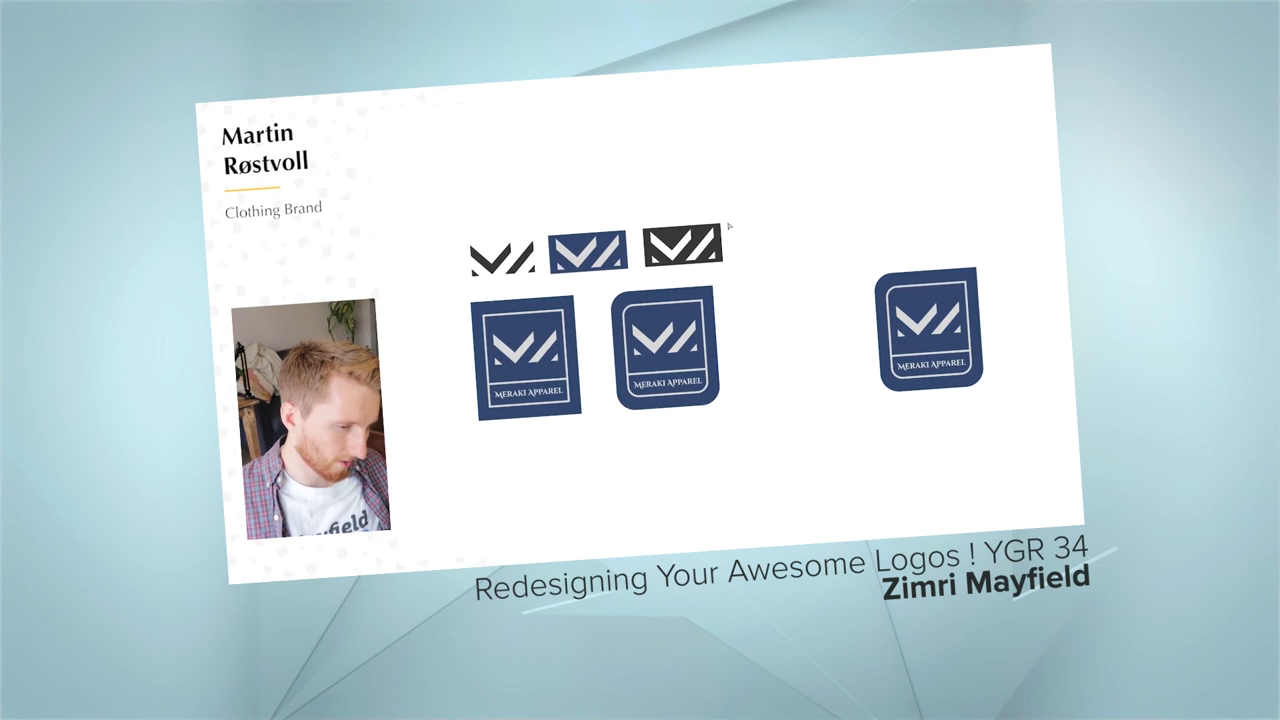 Martin
Røstvoll
Clothing Brand
MERAKI APPAREL
MERAKI APPAREL
MERAKI APPAREL
Redesigning Your Awesome Logos ! YGR 34
Zimri Mayfield